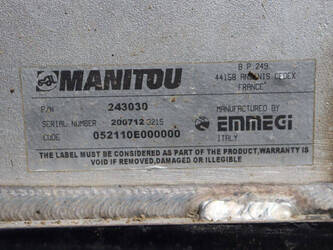 MANITOU
B.P 249
44158 ANCENIS CEDEX
FRANCE
P/N 243030
MANUFACTURED BY
SERIAL NUMBER 200712 3215
EMMEGI
CODE 052110E000000
ITALY
THE LABEL MUST BE CONSIDERED AS PART OF THE PRODUCT,WARRANTY IS
VOID IF REMOVED,DAMAGED OR ILLEGIBLE